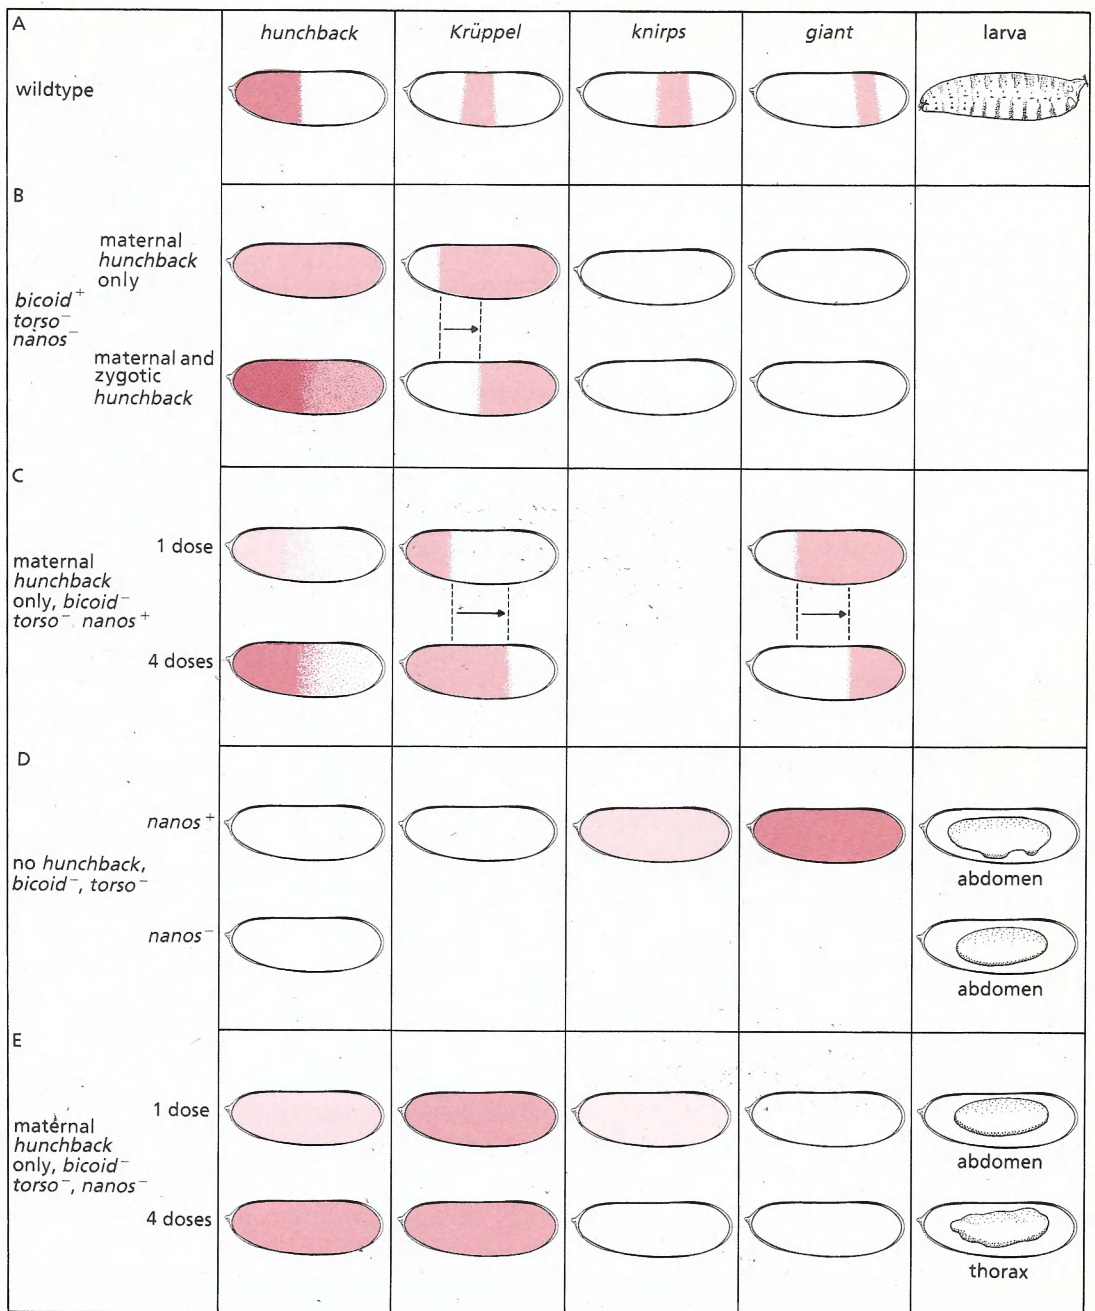 A
hunchback
Krüppel
knirps
giant
larva
wildtype
B
maternal
hunchback
only
bicoid+
torso−
nanos−
maternal and
zygotic
hunchback
C
1 dose
maternal
hunchback
only, bicoid−
torso− nanos+
4 doses
D
nanos+
no hunchback,
bicoid−, torso−
abdomen
nanos−
abdomen
E
1 dose
maternal
hunchback
only, bicoid−
torso−, nanos−
abdomen
4 doses
thorax